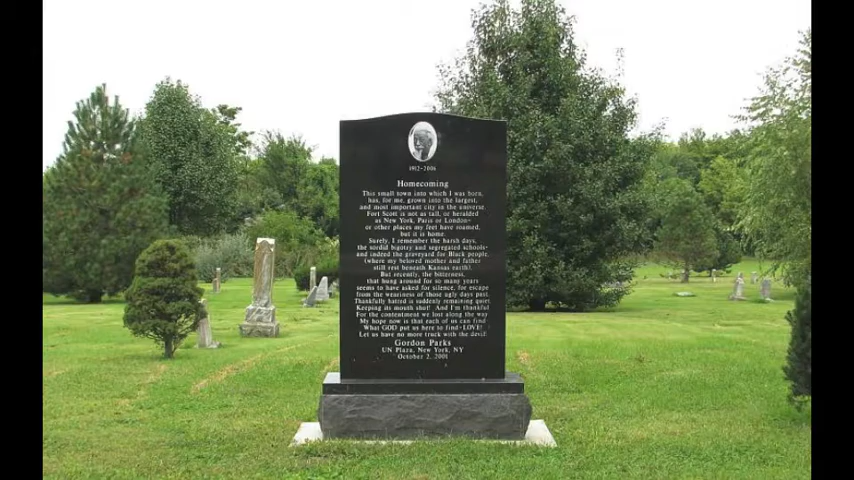 1912-2006
Homecoming
This small town into which I was born,
has, for me, grown into the largest,
and most important city in the universe.
Fort Scott is not as tall, or heralded
as New York, Paris or London-
or other places my feet have roamed,
but it is home.
Surely, I remember the harsh days,
the sordid bigotry and segregated schools-
and indeed the graveyard for Black people.
(where my beloved mother and father
still rest beneath Kansas earth).
But recently, the bitterness,
that hung around for so many years
seems to have asked for silence, for escape
from the weariness of those ugly days past.
Thankfully hatred is suddenly remaining quiet,
Keeping its mouth shut! And I'm thankful
For the contentment we lost along the way.
My hope now is that each of us can find
What GOD put us here to find-LOVE!
Let us have no more truck with the devil!
Gordon Parks
UN Plaza, New York, NY
October 2, 2001